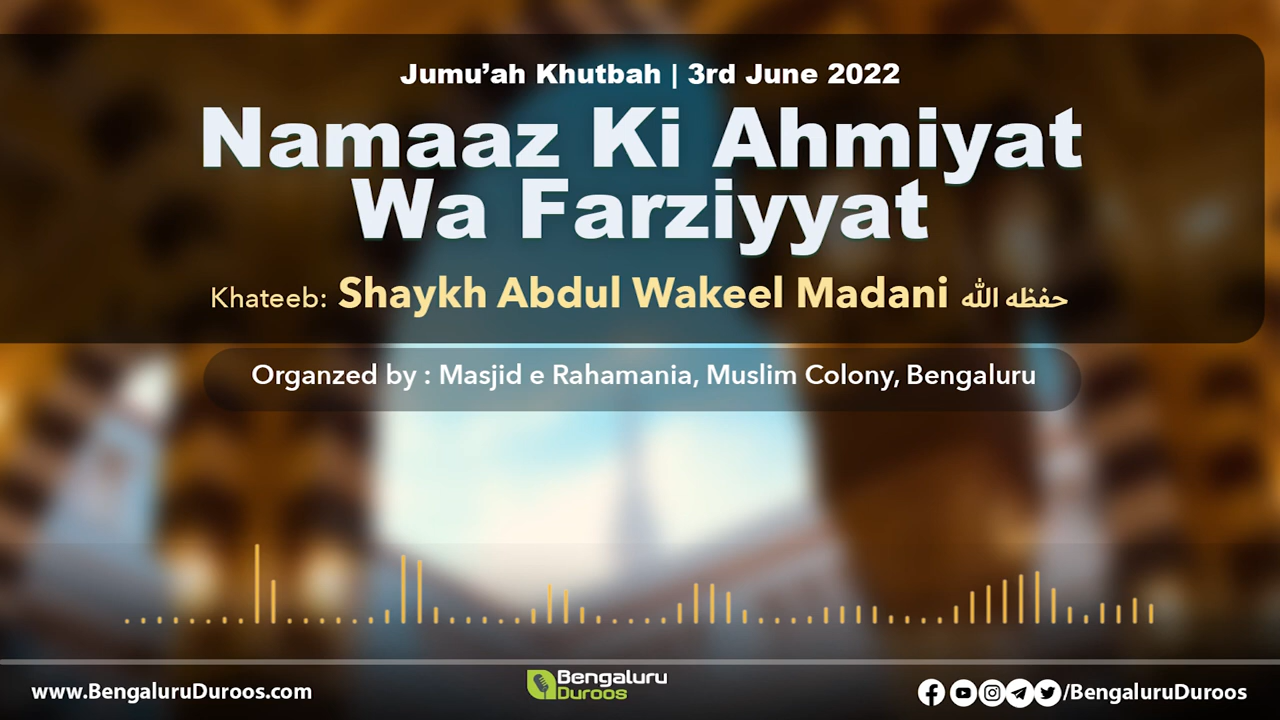 Jumu’ah Khutbah | 3rd June 2022
Namaaz Ki Ahmiyat
Wa Farziyyat
Khateeb: Shaykh Abdul Wakeel Madani حفظه الله
Organzed by : Masjid e Rahamania, Muslim Colony, Bengaluru
www.BengaluruDuroos.com
Bengaluru
Duroos
/BengaluruDuroos